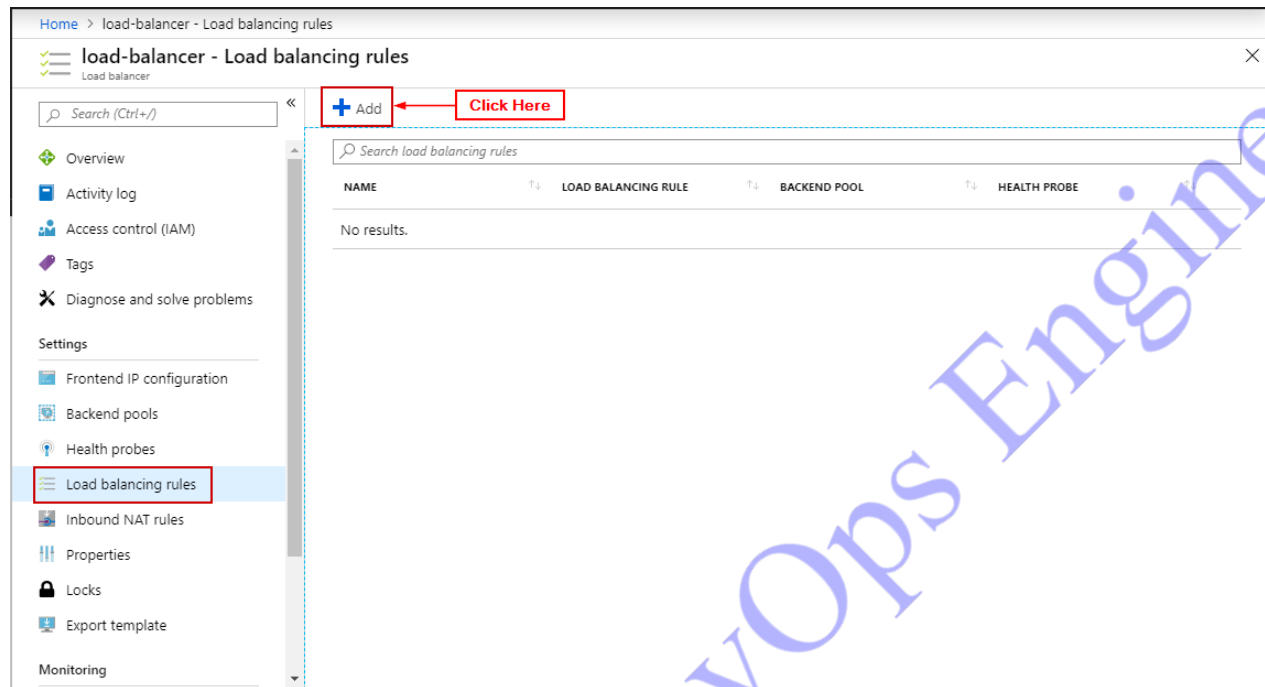 Home > load-balancer - Load balancing rules
load-balancer - Load balancing rules
Load balancer
Search (Ctrl+/)
«
Overview
Activity log
Access control (IAM)
Tags
Diagnose and solve problems
Settings
Frontend IP configuration
Backend pools
Health probes
Load balancing rules
Inbound NAT rules
Properties
Locks
Export template
Monitoring
Add
Click Here
Search load balancing rules
NAME LOAD BALANCING RULE BACKEND POOL HEALTH PROBE
No results.
vOps Engine